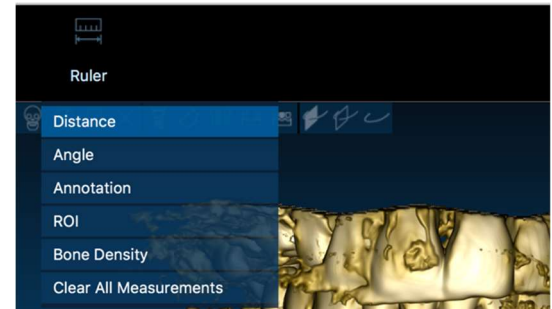 Ruler
Distance
Angle
Annotation
ROI
Bone Density
Clear All Measurements